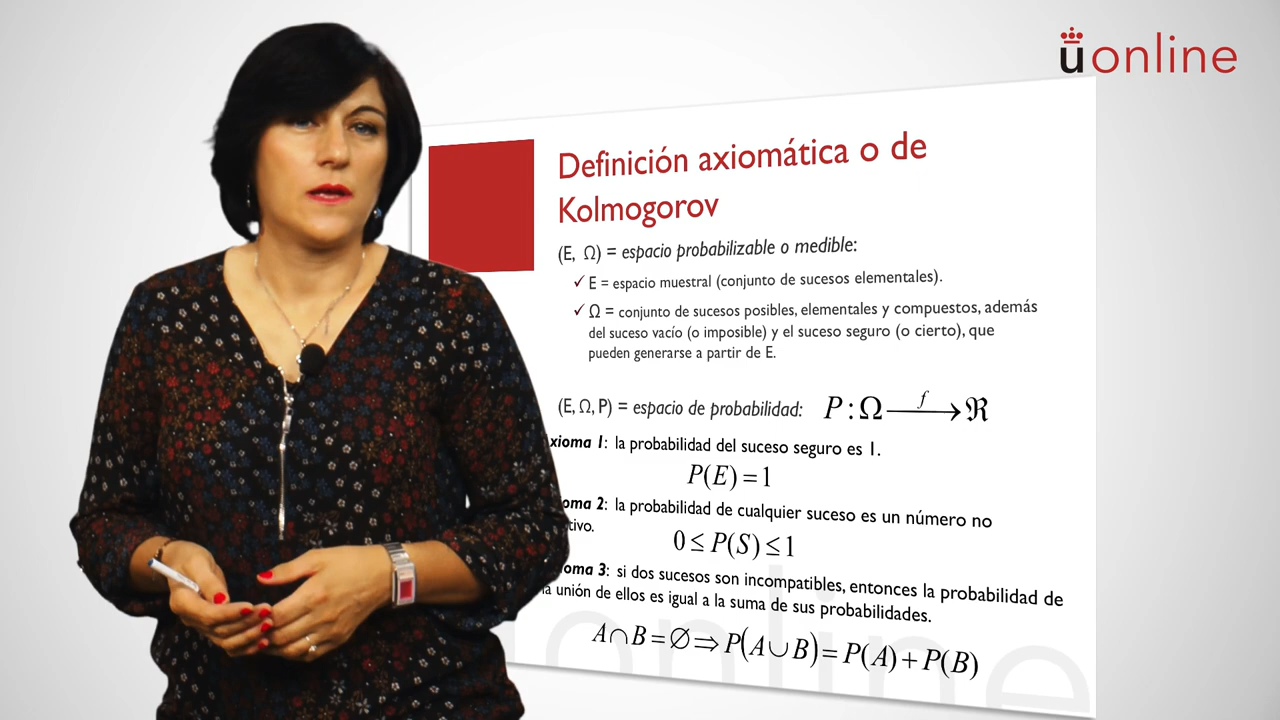 üonline
Definición axiomática o de
Kolmogorov
(E, Ω) = espacio probabilizable o medible:
✓ E = espacio muestral (conjunto de sucesos elementales).
✓ Ω = conjunto de sucesos posibles, elementales y compuestos, además
del suceso vacío (o imposible) y el suceso seguro (o cierto), que
pueden generarse a partir de E.
(E, Ω, P) = espacio de probabilidad: P : Ω —f→ ℜ
xioma 1: la probabilidad del suceso seguro es 1.
P(E) = 1
oma 2: la probabilidad de cualquier suceso es un número no
tivo.
0 ≤ P(S) ≤ 1
oma 3: si dos sucesos son incompatibles, entonces la probabilidad de
la unión de ellos es igual a la suma de sus probabilidades.
A∩B = ∅ ⇒ P(A∪B) = P(A) + P(B)